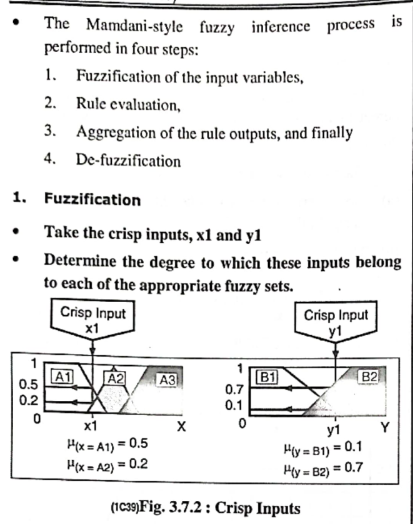 • The Mamdani-style fuzzy inference process is
performed in four steps:
1. Fuzzification of the input variables,
2. Rule evaluation,
3. Aggregation of the rule outputs, and finally
4. De-fuzzification
1. Fuzzification
• Take the crisp inputs, x1 and y1
• Determine the degree to which these inputs belong
to each of the appropriate fuzzy sets.
Crisp Input
x1
Crisp Input
y1
1
0.5
0.2
0
A1
A2
A3
x1
X
μ(x = A1) = 0.5
μ(x = A2) = 0.2
1
0.7
0.1
0
B1
B2
y1
Y
μ(y = B1) = 0.1
μ(y = B2) = 0.7
(1C39)Fig. 3.7.2 : Crisp Inputs